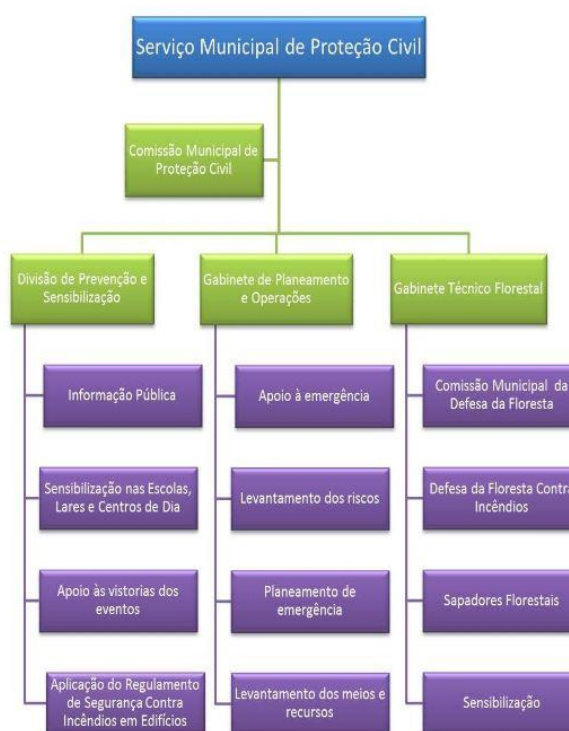 Serviço Municipal de Proteção Civil
Comissão Municipal de
Proteção Civil
Divisão de Prevenção e
Sensibilização
Gabinete de Planeamento
e Operações
Gabinete Técnico Florestal
Informação Pública
Apoio à emergência
Comissão Municipal da
Defesa da Floresta
Sensibilização nas Escolas,
Lares e Centros de Dia
Levantamento dos riscos
Defesa da Floresta Contra
Incêndios
Apoio às vistorias dos
eventos
Planeamento de
emergência
Sapadores Florestais
Aplicação do Regulamento
de Segurança Contra
Incêndios em Edifícios
Levantamento dos meios e
recursos
Sensibilização